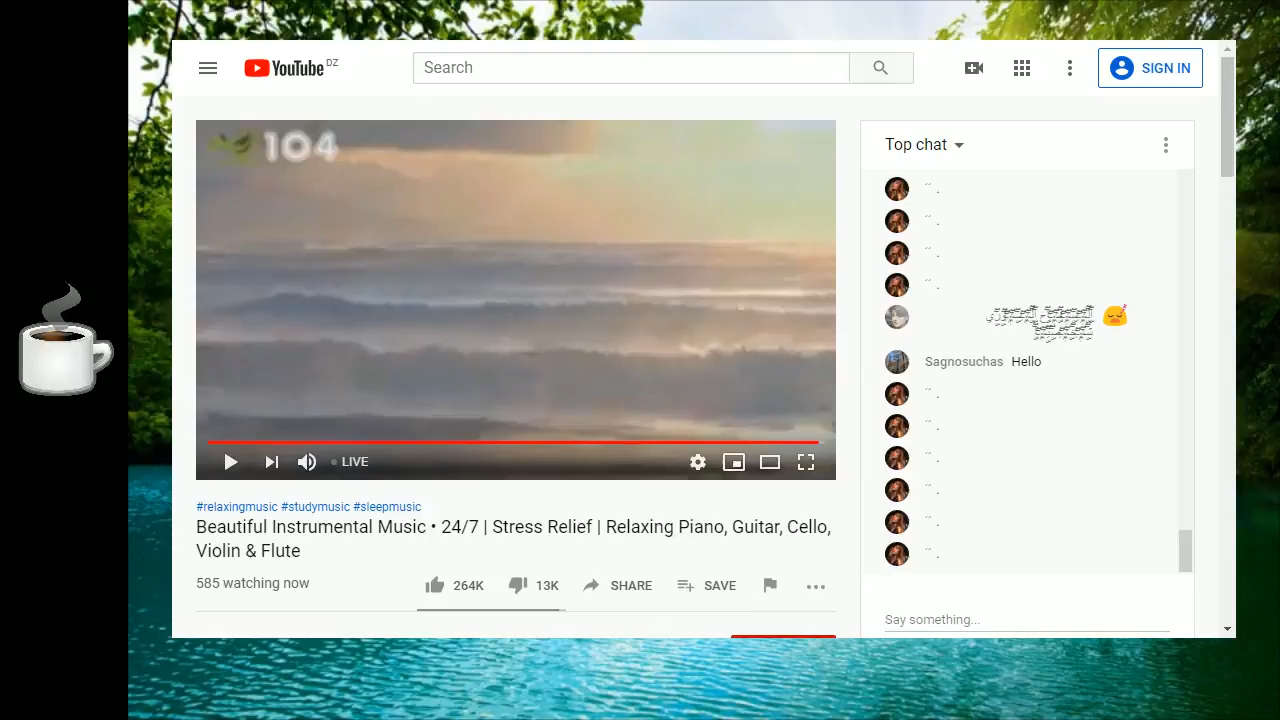 YouTube DZ
Search
SIGN IN
104
Top chat
Sagnosuchas Hello
LIVE
#relaxingmusic #studymusic #sleepmusic
Beautiful Instrumental Music • 24/7 | Stress Relief | Relaxing Piano, Guitar, Cello,
Violin & Flute
585 watching now
264K
13K
SHARE
SAVE
Say something...